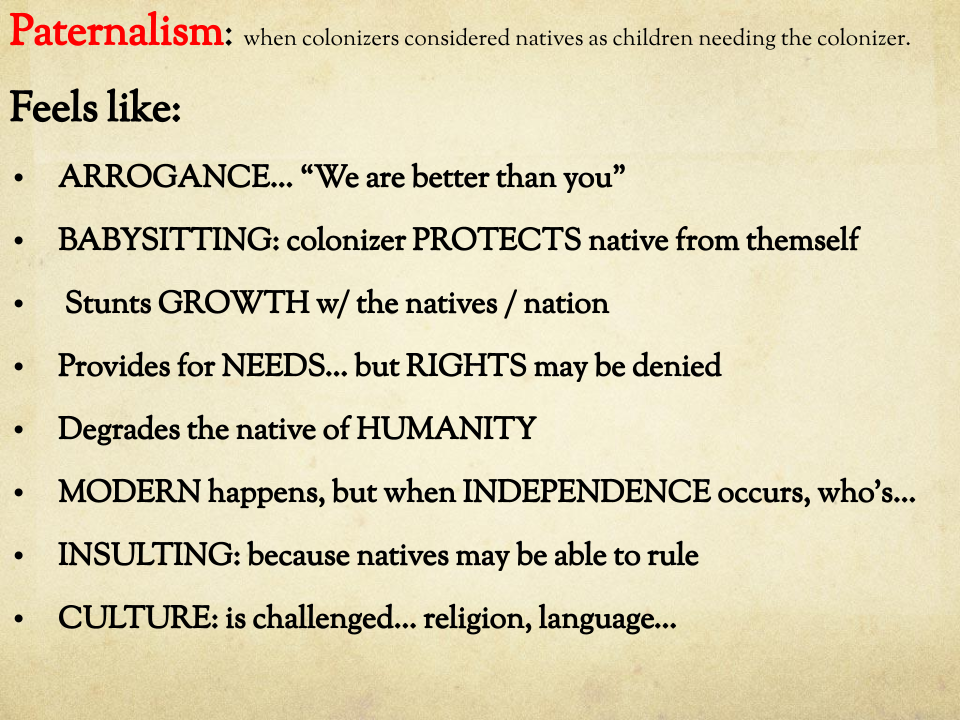 Paternalism: when colonizers considered natives as children needing the colonizer.
Feels like:
• ARROGANCE… “We are better than you”
• BABYSITTING: colonizer PROTECTS native from themself
• Stunts GROWTH w/ the natives / nation
• Provides for NEEDS… but RIGHTS may be denied
• Degrades the native of HUMANITY
• MODERN happens, but when INDEPENDENCE occurs, who’s…
• INSULTING: because natives may be able to rule
• CULTURE: is challenged… religion, language…